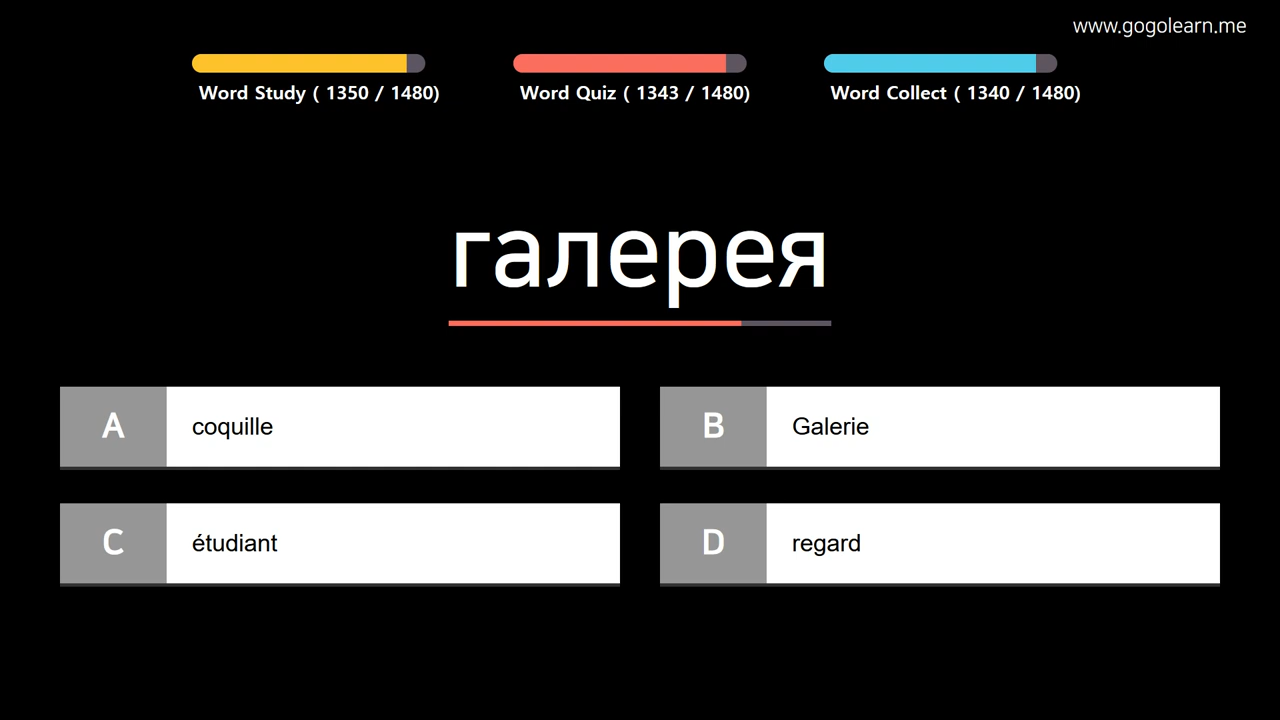 www.gogolearn.me
Word Study ( 1350 / 1480)
Word Quiz ( 1343 / 1480)
Word Collect ( 1340 / 1480)
галерея
A coquille
B Galerie
C étudiant
D regard